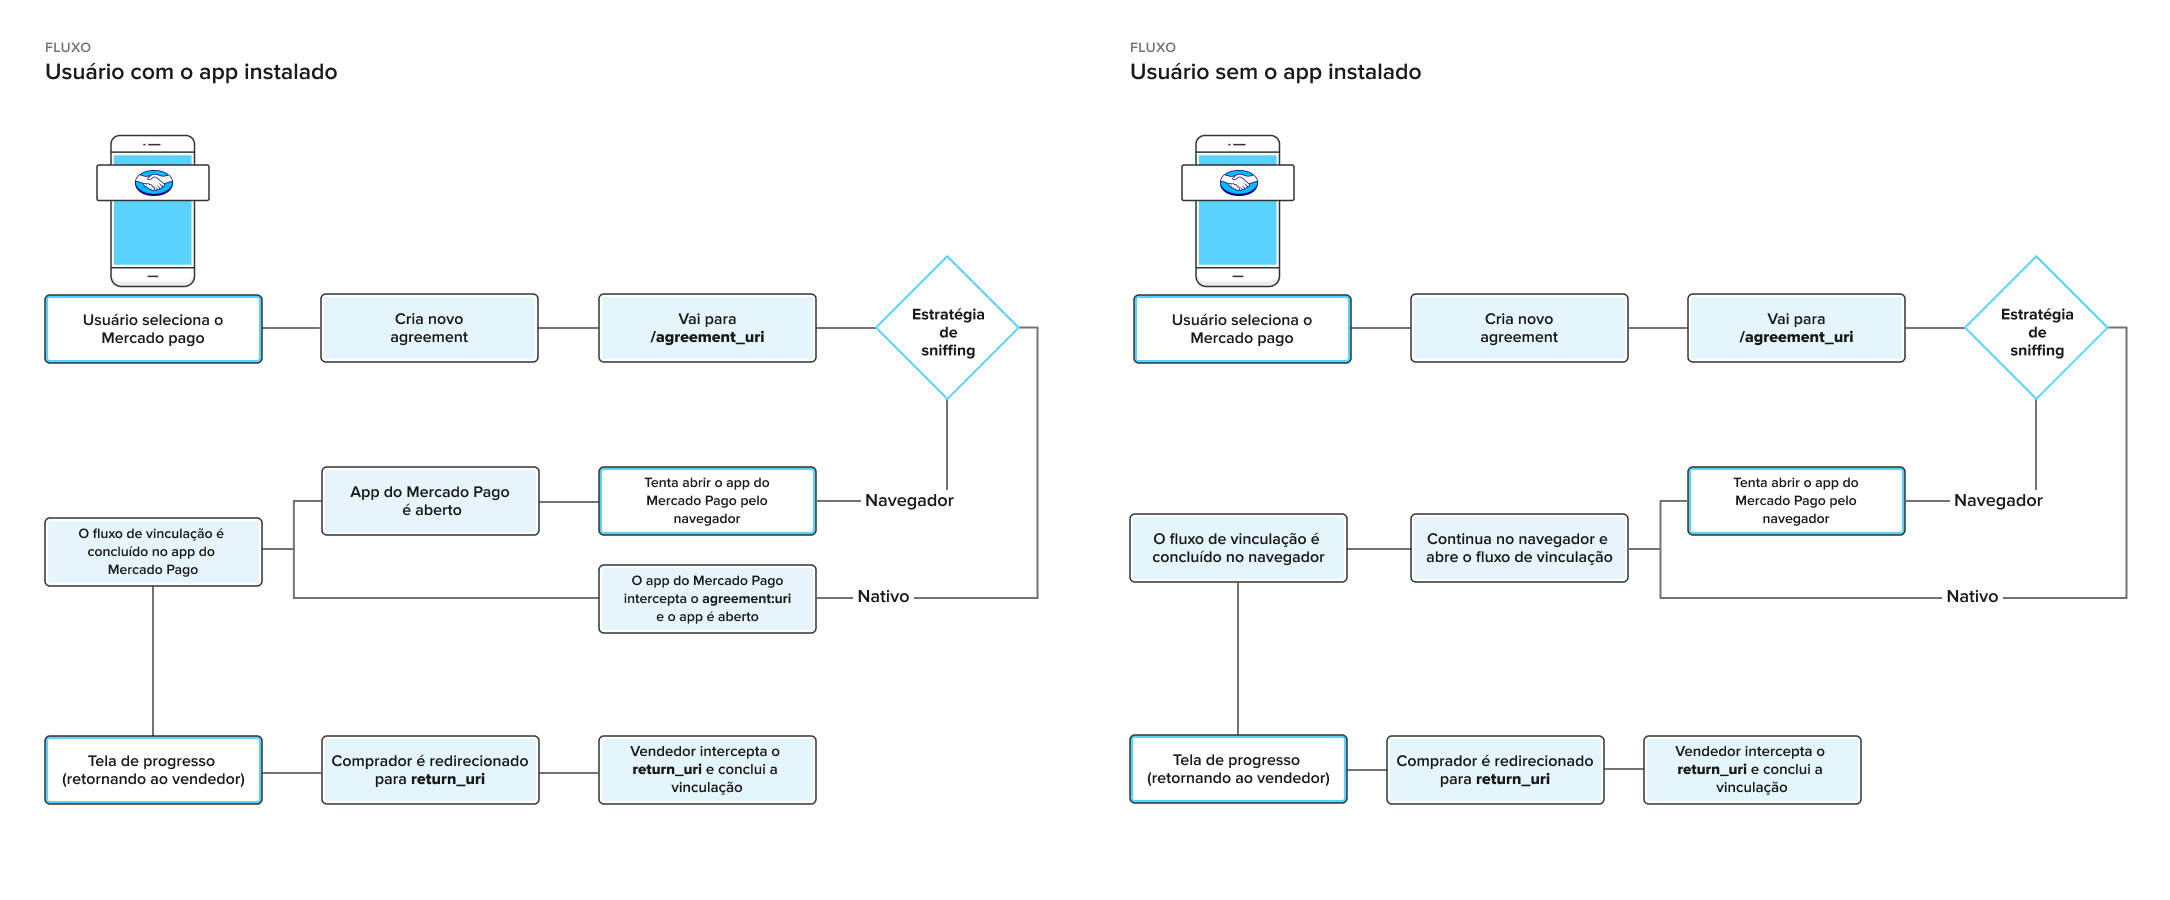 FLUXO
Usuário com o app instalado
Usuário seleciona o
Mercado pago
Cria novo
agreement
Vai para
/agreement_uri
Estratégia
de
sniffing
Navegador
Tenta abrir o app do
Mercado Pago pelo
navegador
App do Mercado Pago
é aberto
Nativo
O app do Mercado Pago
intercepta o agreement:uri
e o app é aberto
O fluxo de vinculação é
concluído no app do
Mercado Pago
Tela de progresso
(retornando ao vendedor)
Comprador é redirecionado
para return_uri
Vendedor intercepta o
return_uri e conclui a
vinculação
FLUXO
Usuário sem o app instalado
Usuário seleciona o
Mercado pago
Cria novo
agreement
Vai para
/agreement_uri
Estratégia
de
sniffing
Navegador
Tenta abrir o app do
Mercado Pago pelo
navegador
Nativo
Continua no navegador e
abre o fluxo de vinculação
O fluxo de vinculação é
concluído no navegador
Tela de progresso
(retornando ao vendedor)
Comprador é redirecionado
para return_uri
Vendedor intercepta o
return_uri e conclui a
vinculação